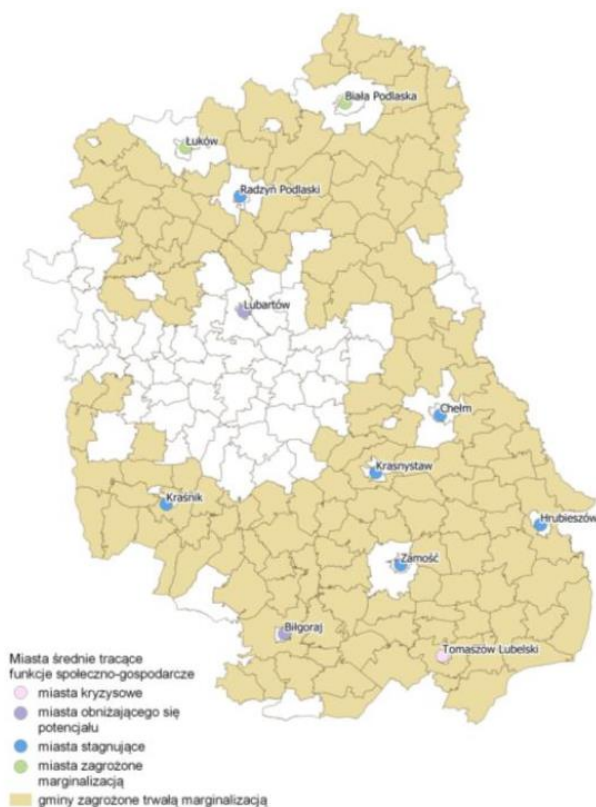 Biała Podlaska
Łuków
Radzyń Podlaski
Lubartów
Chełm
Krasnystaw
Kraśnik
Hrubieszów
Zamość
Biłgoraj
Tomaszów Lubelski
Miasta średnie tracące
funkcje społeczno-gospodarcze
miasta kryzysowe
miasta obniżającego się
potencjału
miasta stagnujące
miasta zagrożone
marginalizacją
gminy zagrożone trwałą marginalizacją